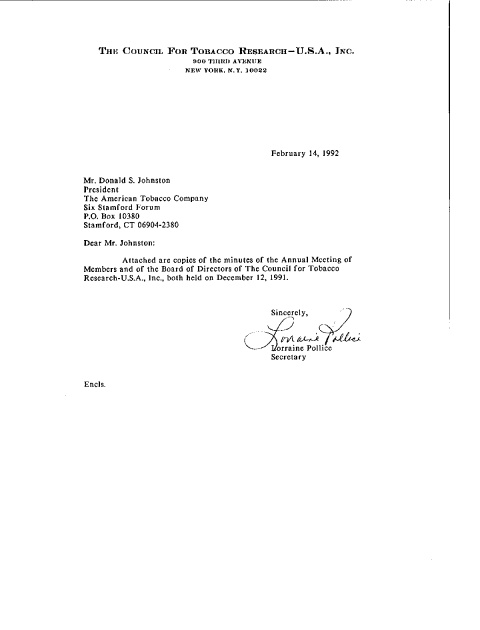 THE COUNCIL FOR TOBACCO RESEARCH—U.S.A., INC.
900 THIRD AVENUE
NEW YORK, N.Y. 10022
February 14, 1992
Mr. Donald S. Johnston
President
The American Tobacco Company
Six Stamford Forum
P.O. Box 10380
Stamford, CT 06904-2380
Dear Mr. Johnston:
Attached are copies of the minutes of the Annual Meeting of
Members and of the Board of Directors of The Council for Tobacco
Research-U.S.A., Inc., both held on December 12, 1991.
Sincerely,
Lorraine Pollice
Lorraine Pollice
Secretary
Encls.